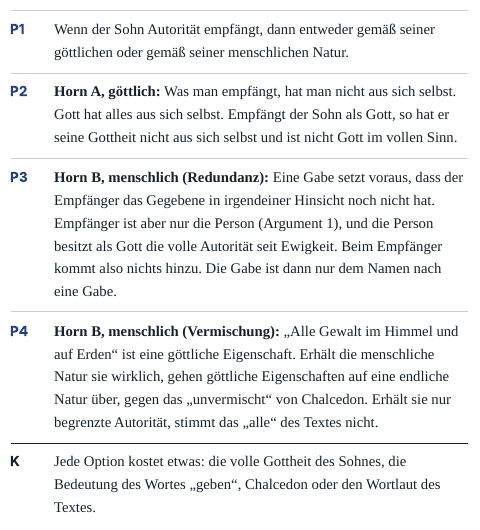 P1 Wenn der Sohn Autorität empfängt, dann entweder gemäß seiner
göttlichen oder gemäß seiner menschlichen Natur.
P2 Horn A, göttlich: Was man empfängt, hat man nicht aus sich selbst.
Gott hat alles aus sich selbst. Empfängt der Sohn als Gott, so hat er
seine Gottheit nicht aus sich selbst und ist nicht Gott im vollen Sinn.
P3 Horn B, menschlich (Redundanz): Eine Gabe setzt voraus, dass der
Empfänger das Gegebene in irgendeiner Hinsicht noch nicht hat.
Empfänger ist aber nur die Person (Argument 1), und die Person
besitzt als Gott die volle Autorität seit Ewigkeit. Beim Empfänger
kommt also nichts hinzu. Die Gabe ist dann nur dem Namen nach
eine Gabe.
P4 Horn B, menschlich (Vermischung): „Alle Gewalt im Himmel und
auf Erden“ ist eine göttliche Eigenschaft. Erhält die menschliche
Natur sie wirklich, gehen göttliche Eigenschaften auf eine endliche
Natur über, gegen das „unvermischt“ von Chalcedon. Erhält sie nur
begrenzte Autorität, stimmt das „alle“ des Textes nicht.
K Jede Option kostet etwas: die volle Gottheit des Sohnes, die
Bedeutung des Wortes „geben“, Chalcedon oder den Wortlaut des
Textes.